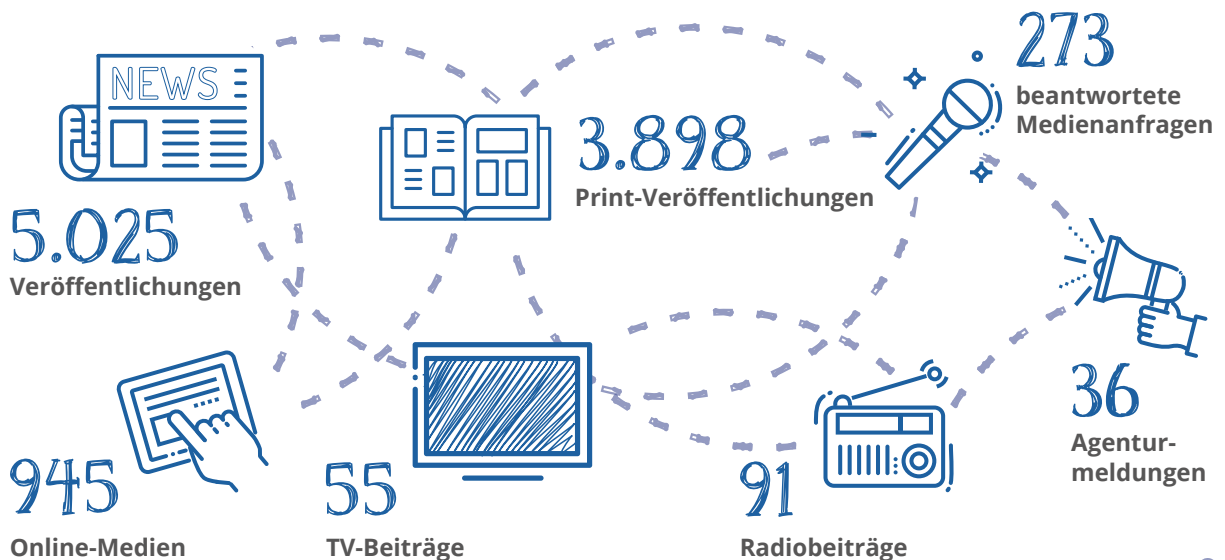 NEWS
5.025
Veröffentlichungen
3.898
Print-Veröffentlichungen
273
beantwortete
Medienanfragen
945
Online-Medien
55
TV-Beiträge
91
Radiobeiträge
36
Agentur-
meldungen